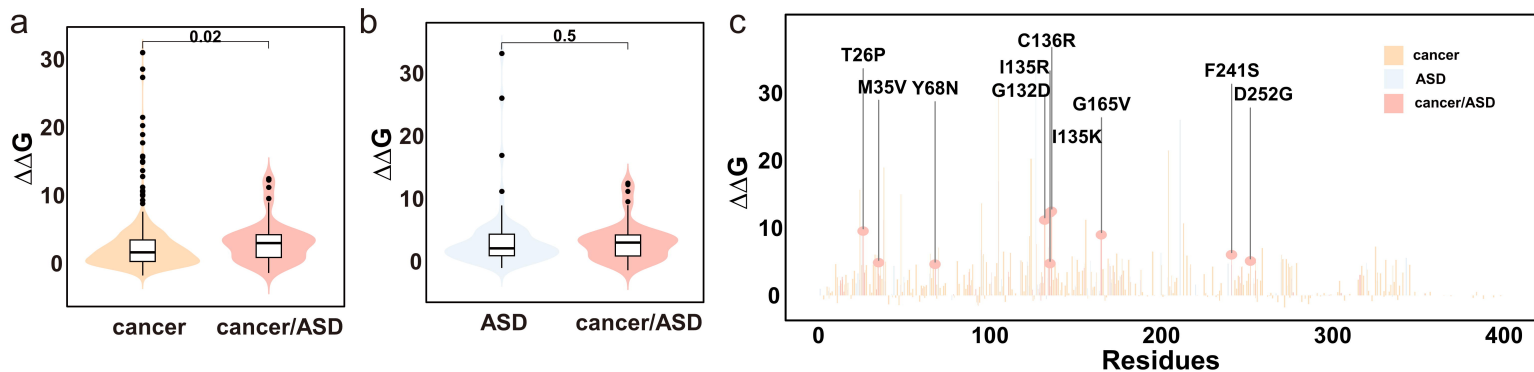 a
0.02
30
20
10
0
ΔΔG
cancer
cancer/ASD
b
0.5
30
20
10
0
ΔΔG
ASD
cancer/ASD
c
C136R
T26P
I135R
F241S
M35V
Y68N
G132D
D252G
G165V
I135K
cancer
ASD
cancer/ASD
30
20
10
0
ΔΔG
0
100
200
300
400
Residues